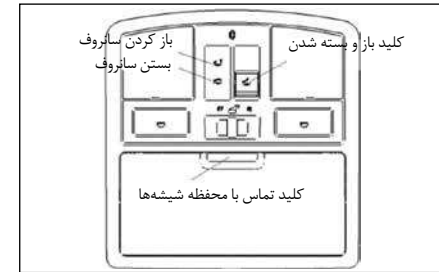 باز کردن سانروف
کلید باز و بسته شدن
بستن سانروف
کلید تماس با محفظه شیشه‌ها